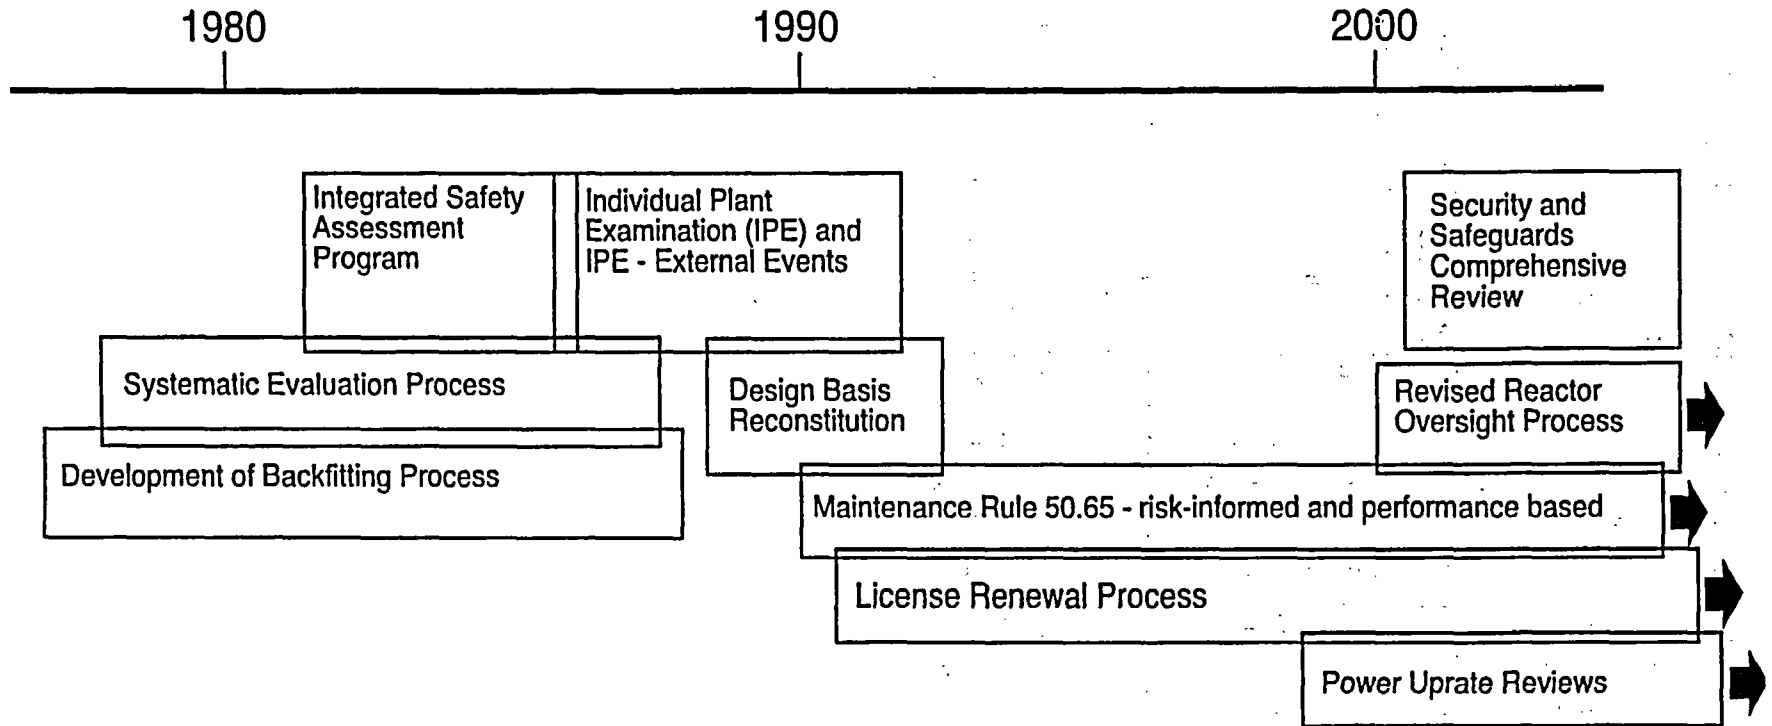 1980
1990
2000
Integrated Safety
Assessment
Program
Individual Plant
Examination (IPE) and
IPE - External Events
Security and
Safeguards
Comprehensive
Review
Systematic Evaluation Process
Design Basis
Reconstitution
Revised Reactor
Oversight Process
Development of Backfitting Process
Maintenance Rule 50.65 - risk-informed and performance based
License Renewal Process
Power Uprate Reviews